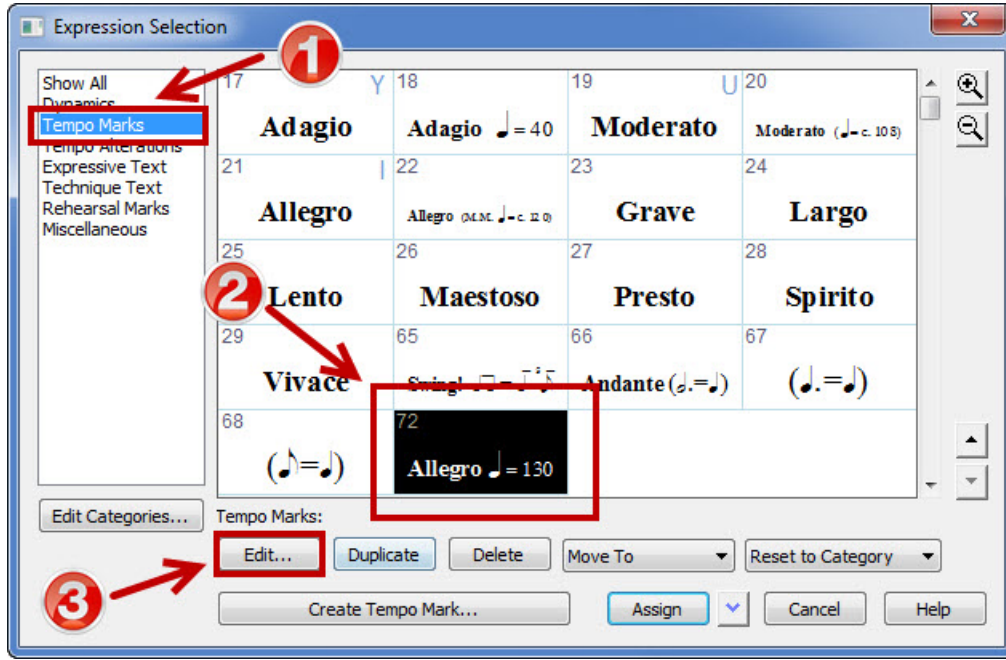 Expression Selection
1
Show All
Dynamics
Tempo Marks
Tempo Alterations
Expressive Text
Technique Text
Rehearsal Marks
Miscellaneous
17 Y 18 19 U 20
Adagio Adagio ♩ = 40 Moderato Moderato (♩ = c. 108)
21 I 22 23 24
Allegro Allegro (M.M. ♩ = c. 120) Grave Largo
25 26 27 28
2
Lento Maestoso Presto Spirito
29 65 66 67
Vivace Swing! Andante (𝅗𝅥.=♩) (♩.=♩)
68 72
(♪=♩) Allegro ♩ = 130
Edit Categories... Tempo Marks:
Edit... Duplicate Delete Move To Reset to Category
3
Create Tempo Mark... Assign Cancel Help